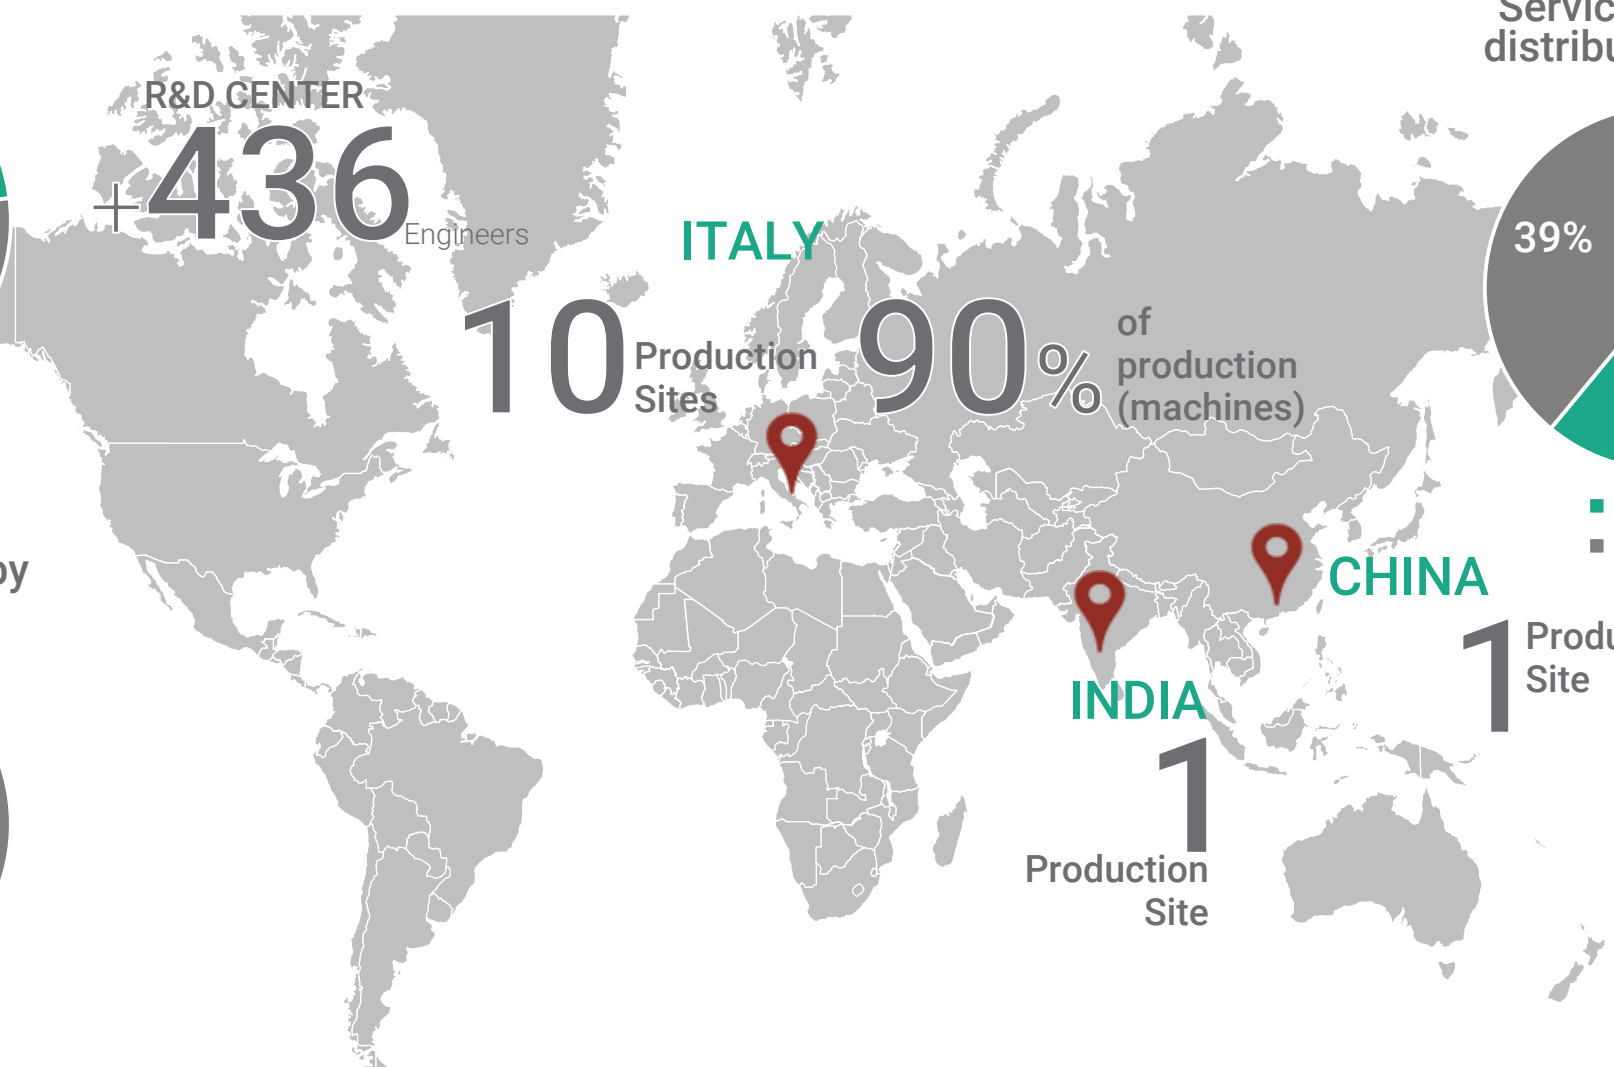 R&D CENTER
+436
Engineers
ITALY
10
Production
Sites
90%
of
production
(machines)
39%
by
CHINA
1
Site
INDIA
1
Production
Site